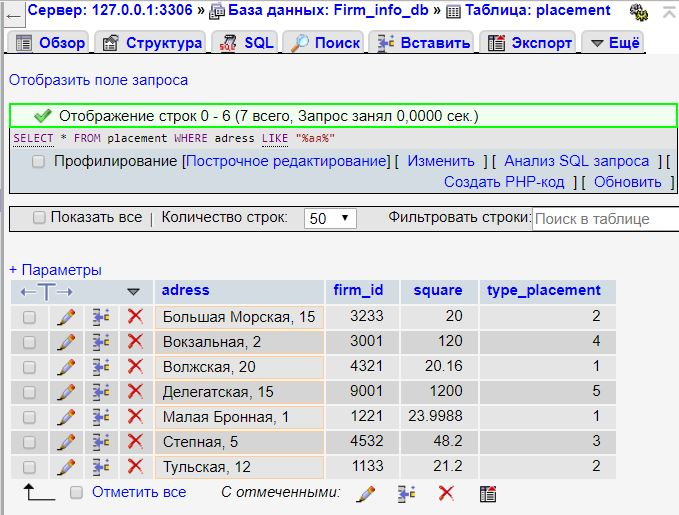 Сервер: 127.0.0.1:3306 » База данных: Firm_info_db » Таблица: placement
Обзор Структура SQL Поиск Вставить Экспорт Ещё
Отобразить поле запроса
Отображение строк 0 - 6 (7 всего, Запрос занял 0,0000 сек.)
SELECT * FROM placement WHERE adress LIKE "%ая%"
Профилирование [Построчное редактирование] [ Изменить ] [ Анализ SQL запроса ] [
Создать PHP-код ] [ Обновить ]
Показать все | Количество строк: 50 Фильтровать строки: Поиск в таблице
+ Параметры
←T→ adress firm_id square type_placement
Большая Морская, 15 3233 20 2
Вокзальная, 2 3001 120 4
Волжская, 20 4321 20.16 1
Делегатская, 15 9001 1200 5
Малая Бронная, 1 1221 23.9988 1
Степная, 5 4532 48.2 3
Тульская, 12 1133 21.2 2
Отметить все С отмеченными: